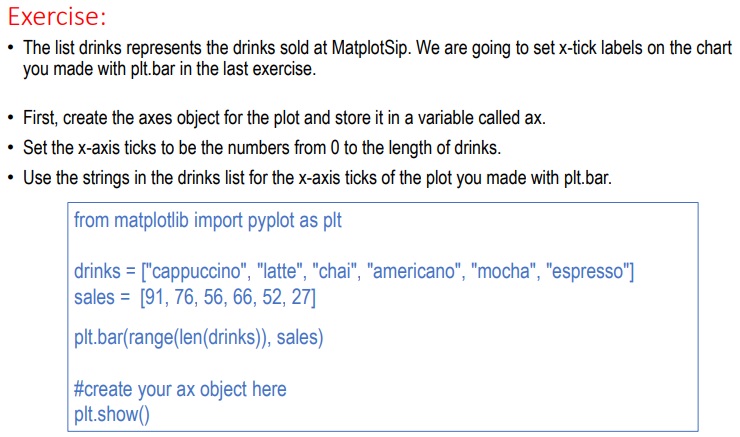 Exercise:
• The list drinks represents the drinks sold at MatplotSip. We are going to set x-tick labels on the chart
you made with plt.bar in the last exercise.
• First, create the axes object for the plot and store it in a variable called ax.
• Set the x-axis ticks to be the numbers from 0 to the length of drinks.
• Use the strings in the drinks list for the x-axis ticks of the plot you made with plt.bar.
from matplotlib import pyplot as plt
drinks = ["cappuccino", "latte", "chai", "americano", "mocha", "espresso"]
sales =  [91, 76, 56, 66, 52, 27]
plt.bar(range(len(drinks)), sales)
#create your ax object here
plt.show()